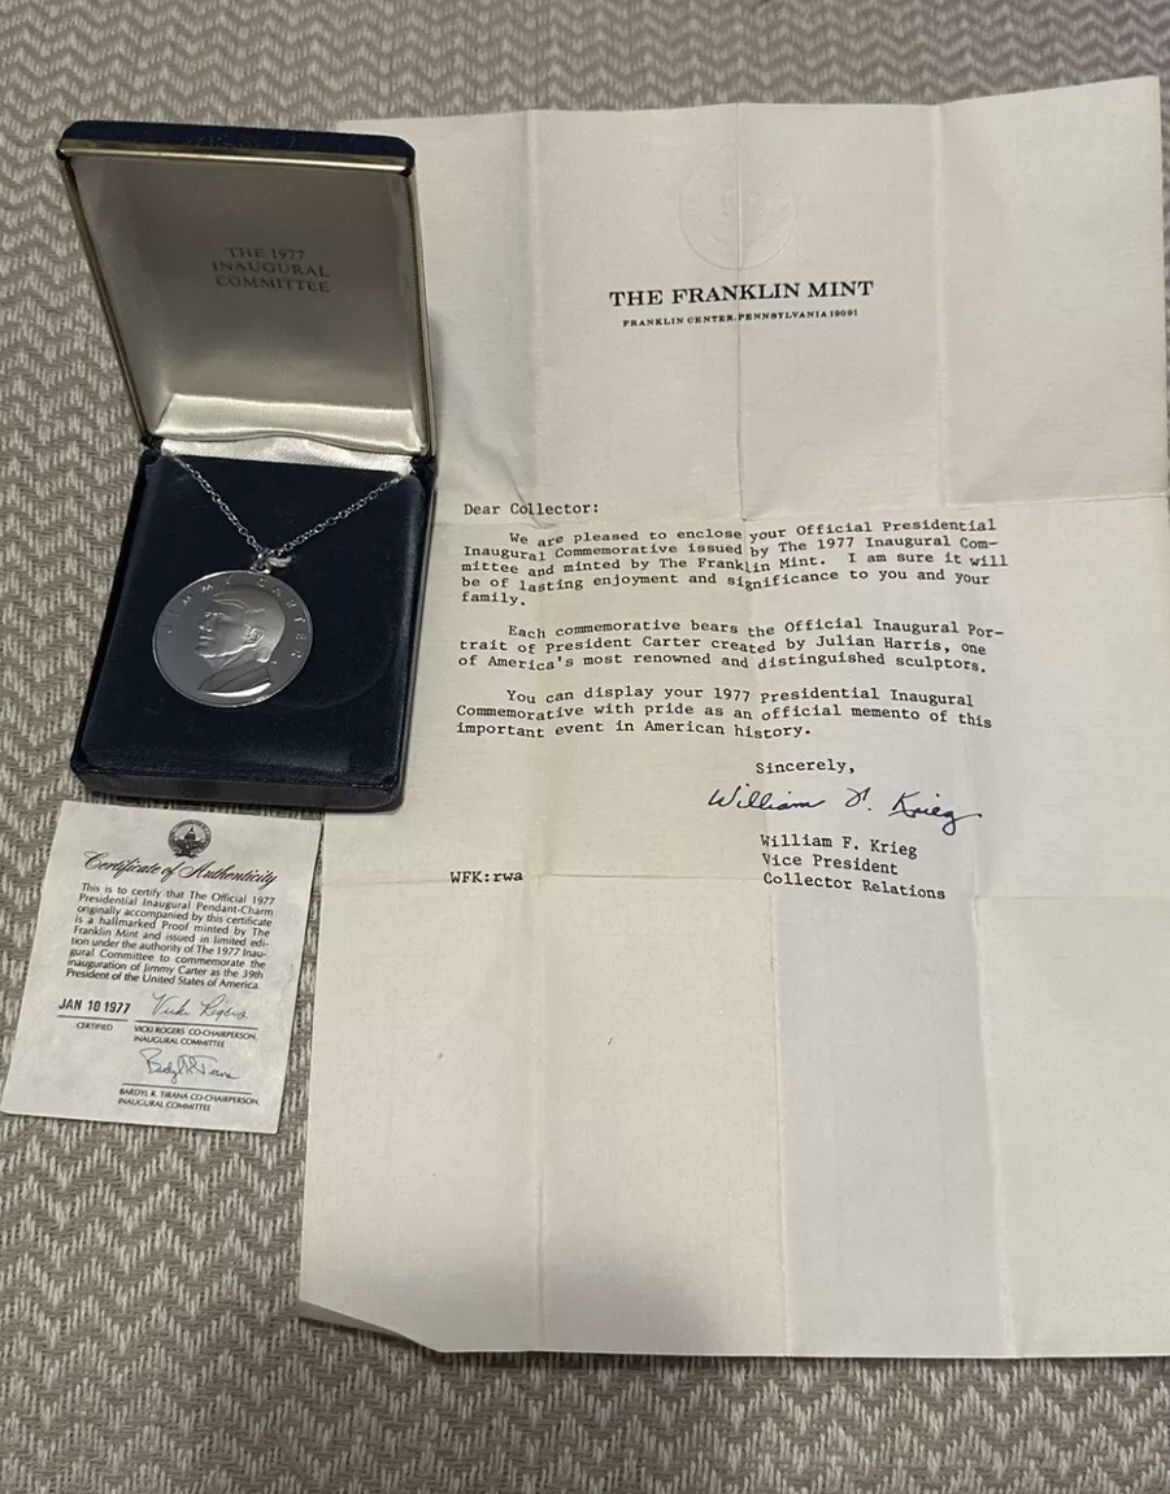 THE 1977
INAUGURAL
COMMITTEE
JIMMY CARTER
THE FRANKLIN MINT
FRANKLIN CENTER, PENNSYLVANIA 19091
Dear Collector:
We are pleased to enclose your Official Presidential
Inaugural Commemorative issued by The 1977 Inaugural Com-
mittee and minted by The Franklin Mint. I am sure it will
be of lasting enjoyment and significance to you and your
family.
Each commemorative bears the Official Inaugural Por-
trait of President Carter created by Julian Harris, one
of America's most renowned and distinguished sculptors.
You can display your 1977 Presidential Inaugural
Commemorative with pride as an official memento of this
important event in American history.
Sincerely,
William F. Krieg
William F. Krieg
Vice President
Collector Relations
WFK:rwa
Certificate of Authenticity
This is to certify that The Official 1977
Presidential Inaugural Pendant-Charm
originally accompanied by this certificate
is a hallmarked Proof minted by The
Franklin Mint and issued in limited edi-
tion under the authority of The 1977 Inau-
gural Committee to commemorate the
inauguration of Jimmy Carter as the 39th
President of the United States of America.
JAN 10 1977 Vicki Rogers
CERTIFIED VICKI ROGERS CO-CHAIRPERSON,
INAUGURAL COMMITTEE
Bardyl R. Tirana
BARDYL R. TIRANA CO-CHAIRPERSON,
INAUGURAL COMMITTEE